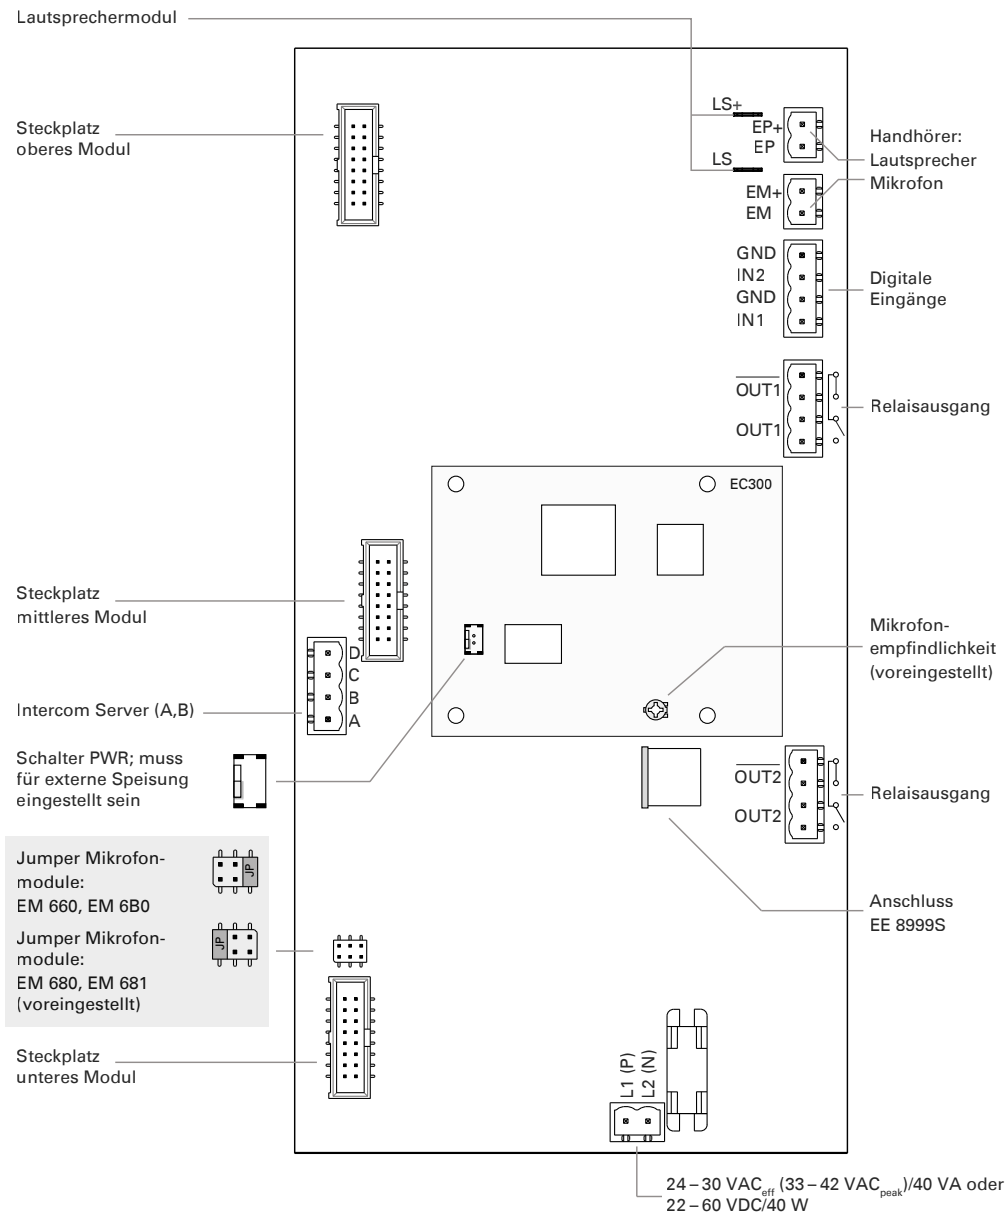 Lautsprechermodul
Steckplatz
oberes Modul
LS+
EP+
EP
LS
EM+
EM
Handhörer:
Lautsprecher
Mikrofon
GND
IN2
GND
IN1
Digitale
Eingänge
OUT1
OUT1
Relaisausgang
EC300
Steckplatz
mittleres Modul
D
C
B
A
Intercom Server (A,B)
Mikrofon-
empfindlichkeit
(voreingestellt)
Schalter PWR; muss
für externe Speisung
eingestellt sein
OUT2
OUT2
Relaisausgang
Jumper Mikrofon-
module:
EM 660, EM 6B0
JP
Jumper Mikrofon-
module:
EM 680, EM 681
(voreingestellt)
JP
Anschluss
EE 8999S
Steckplatz
unteres Modul
L1 (P)
L2 (N)
24 – 30 VACeff (33 – 42 VACpeak)/40 VA oder
22 – 60 VDC/40 W